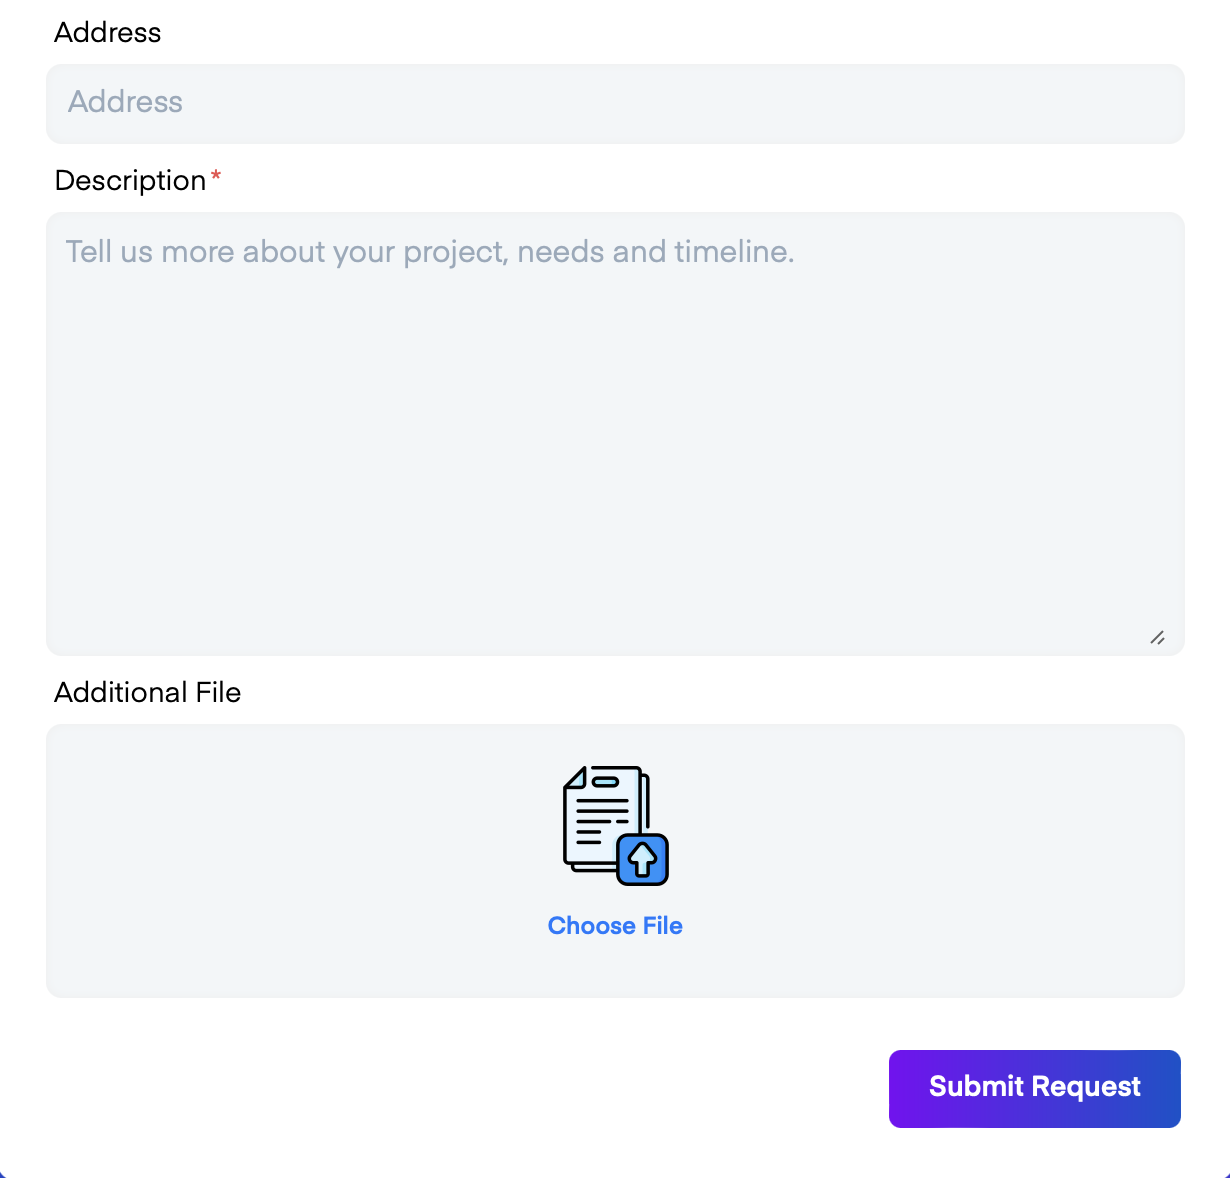 Address
Address
Description*
Tell us more about your project, needs and timeline.
Additional File
Choose File
Submit Request